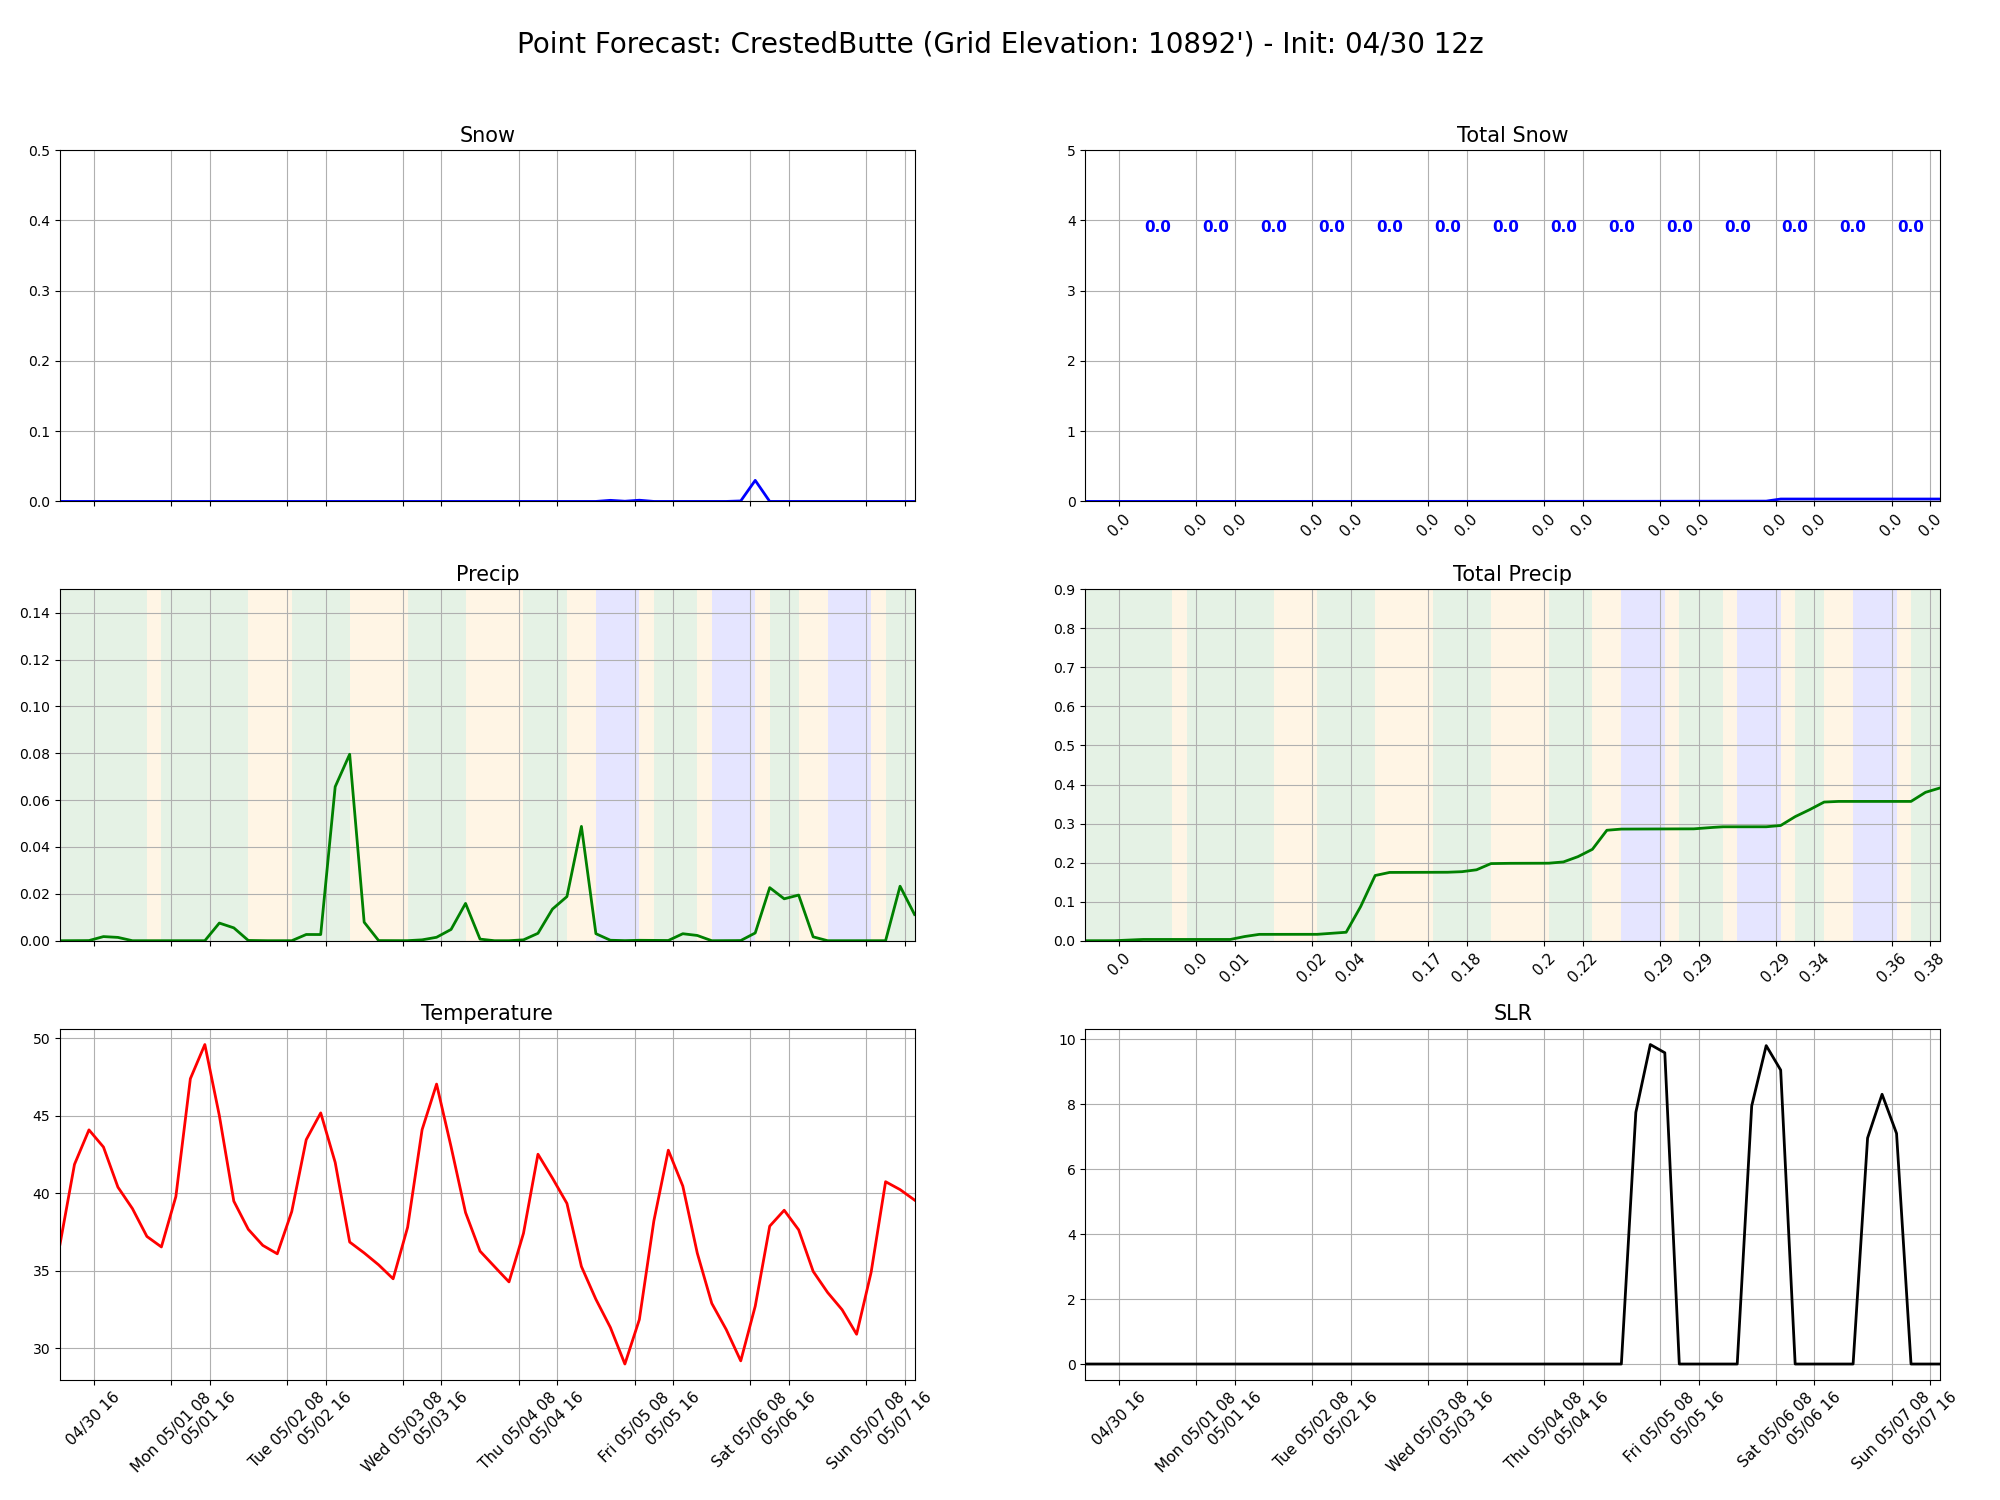 Point Forecast: CrestedButte (Grid Elevation: 10892') - Init: 04/30 12z
Snow
0.5
0.4
0.3
0.2
0.1
0.0
Total Snow
5
4
3
2
1
0
0.0 0.0 0.0 0.0 0.0 0.0 0.0 0.0 0.0 0.0 0.0 0.0 0.0 0.0
0.0 0.0 0.0 0.0 0.0 0.0 0.0 0.0 0.0 0.0 0.0 0.0 0.0 0.0 0.0
Precip
0.14
0.12
0.10
0.08
0.06
0.04
0.02
0.00
Total Precip
0.9
0.8
0.7
0.6
0.5
0.4
0.3
0.2
0.1
0.0
0.0 0.0 0.01 0.02 0.04 0.17 0.18 0.2 0.22 0.29 0.29 0.29 0.34 0.36 0.38
Temperature
50
45
40
35
30
04/30 16
Mon 05/01 08
05/01 16
Tue 05/02 08
05/02 16
Wed 05/03 08
05/03 16
Thu 05/04 08
05/04 16
Fri 05/05 08
05/05 16
Sat 05/06 08
05/06 16
Sun 05/07 08
05/07 16
SLR
10
8
6
4
2
0
04/30 16
Mon 05/01 08
05/01 16
Tue 05/02 08
05/02 16
Wed 05/03 08
05/03 16
Thu 05/04 08
05/04 16
Fri 05/05 08
05/05 16
Sat 05/06 08
05/06 16
Sun 05/07 08
05/07 16